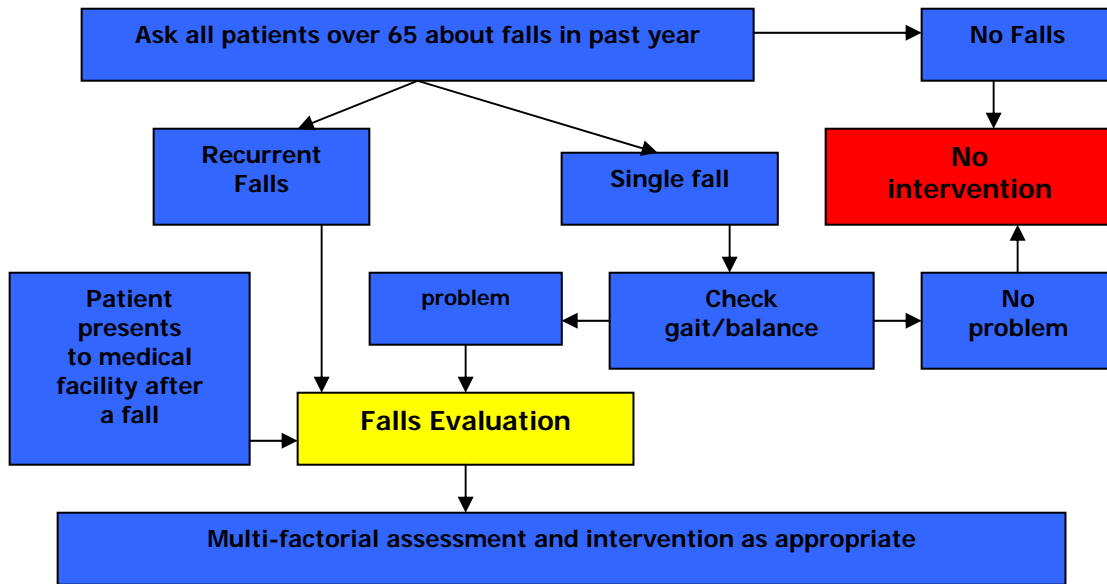 Ask all patients over 65 about falls in past year
No Falls
Recurrent
Falls
Single fall
No
intervention
Patient
presents
to medical
facility after
a fall
problem
Check
gait/balance
No
problem
Falls Evaluation
Multi-factorial assessment and intervention as appropriate